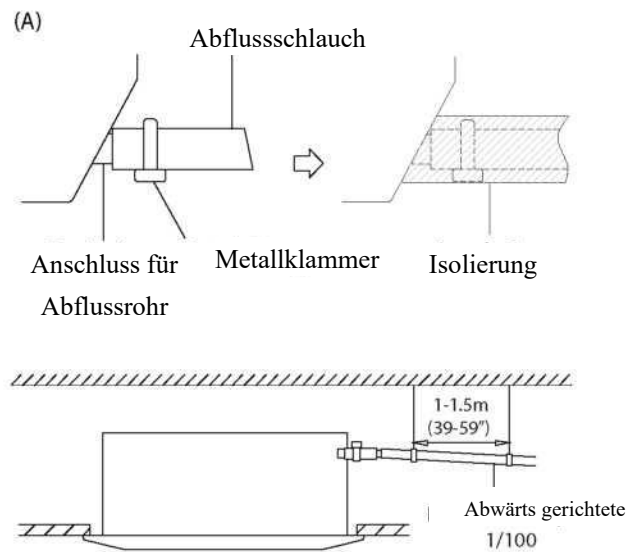 (A)
Abflussschlauch
Anschluss für
Abflussrohr
Metallklammer
Isolierung
1-1.5m
(39-59")
Abwärts gerichtete
1/100